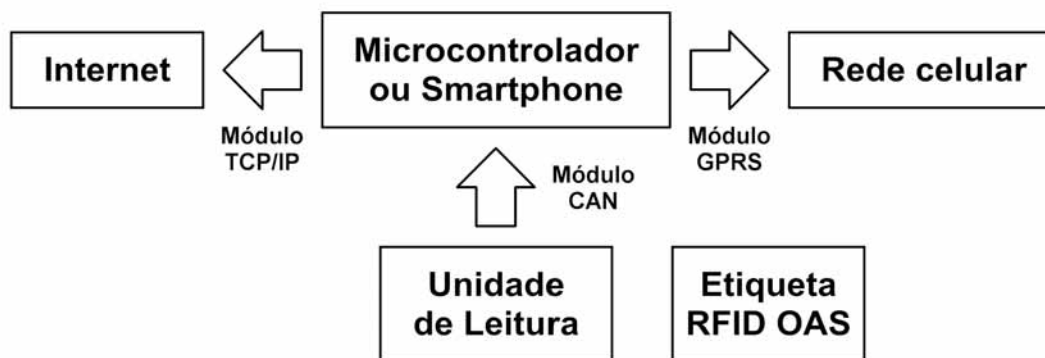 Internet
Microcontrolador
ou Smartphone
Rede celular
Módulo
TCP/IP
Módulo
GPRS
Módulo
CAN
Unidade
de Leitura
Etiqueta
RFID OAS